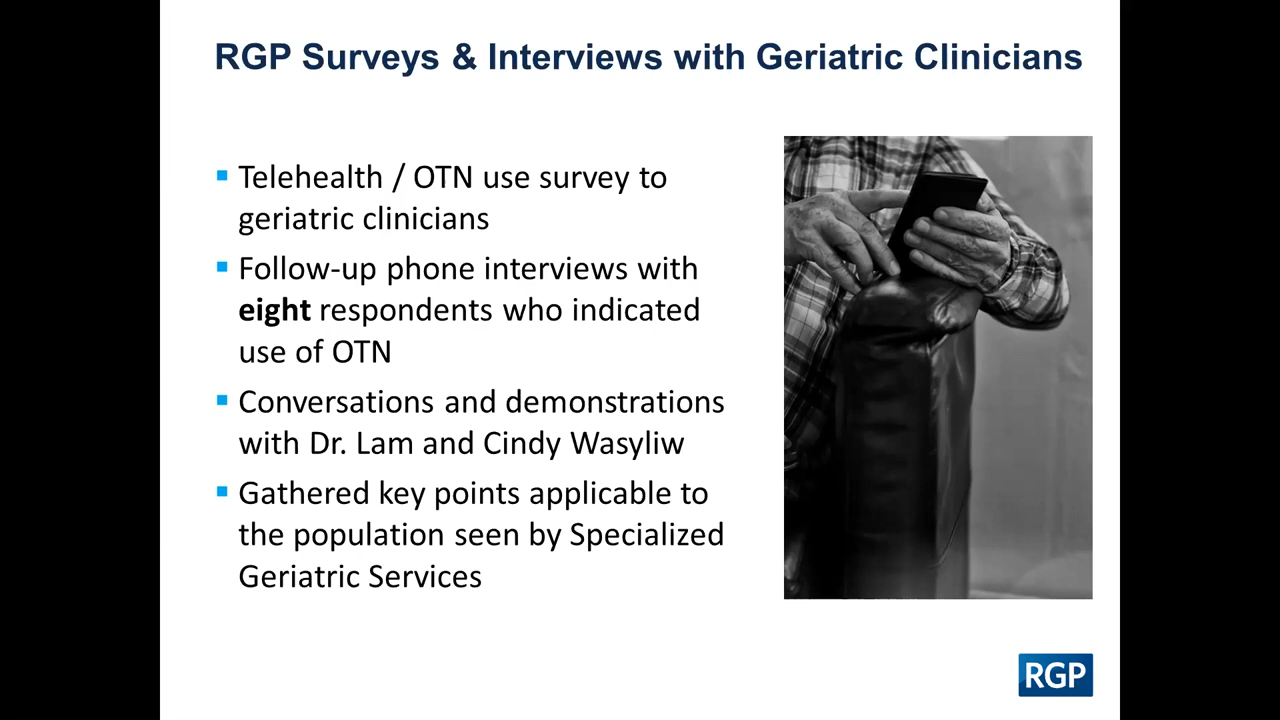 RGP Surveys & Interviews with Geriatric Clinicians
Telehealth / OTN use survey to
geriatric clinicians
Follow-up phone interviews with
eight respondents who indicated
use of OTN
Conversations and demonstrations
with Dr. Lam and Cindy Wasyliw
Gathered key points applicable to
the population seen by Specialized
Geriatric Services
RGP